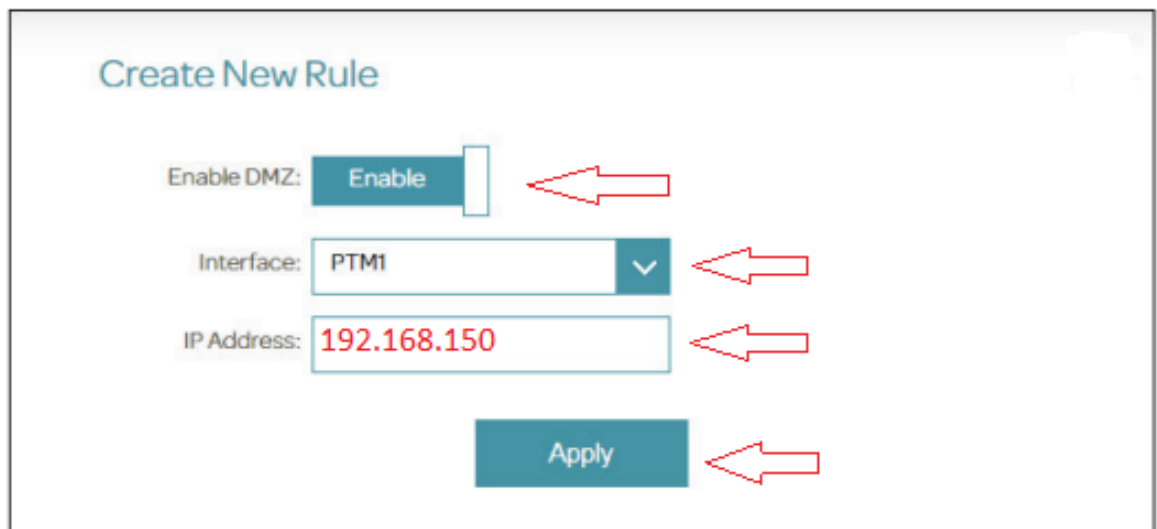 Create New Rule
Enable DMZ: Enable
Interface: PTM1
IP Address: 192.168.150
Apply